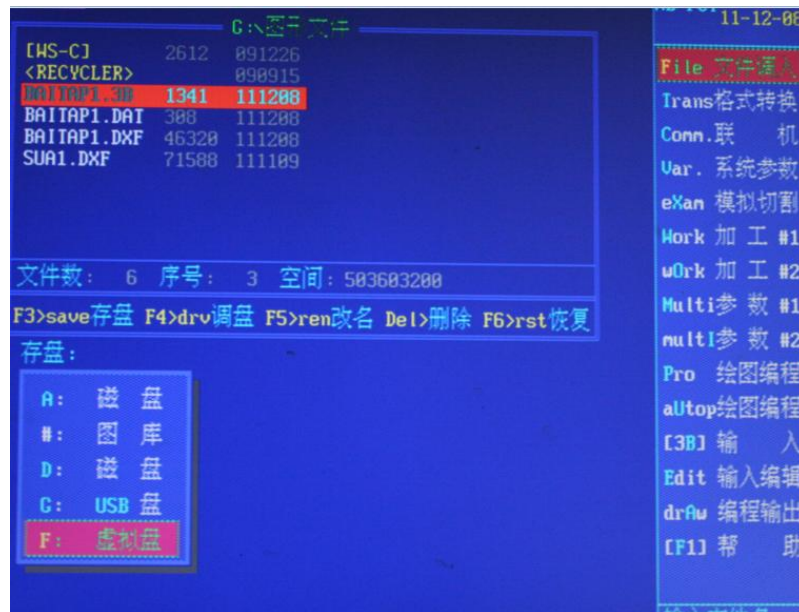 G:\图形文件
[WS-C] 2612 091226
<RECYCLER> 090915
BAITAP1.3B 1341 111208
BAITAP1.DAT 308 111208
BAITAP1.DXF 46320 111208
SUA1.DXF 71588 111109
文件数: 6 序号: 3 空间: 503603200
F3>save存盘 F4>drv调盘 F5>ren改名 Del>删除 F6>rst恢复
存盘:
A: 磁 盘
#: 图 库
D: 磁 盘
G: USB 盘
F: 虚拟盘
11-12-08
File 文件调入
Trans格式转换
Conn.联 机
Var. 系统参数
eXam 模拟切割
Work 加 工 #1
wOrk 加 工 #2
Multi参 数 #1
multI参 数 #2
Pro 绘图编程
aUtop绘图编程
[3B] 输 入
Edit 输入编辑
drAw 编程输出
[F1] 帮 助